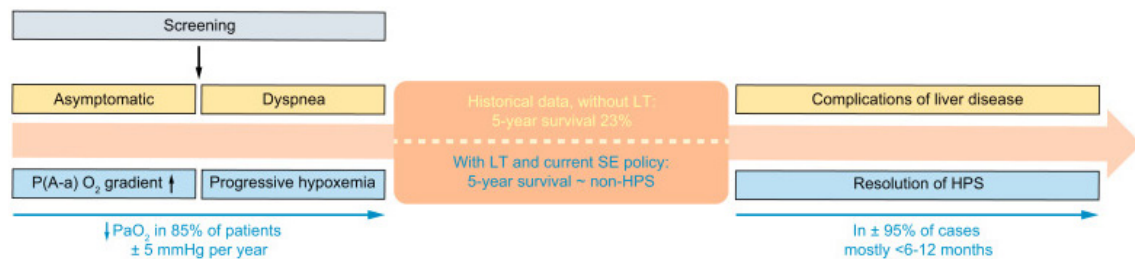 Screening
Asymptomatic
Dyspnea
Historical data, without LT:
5-year survival 23%
Complications of liver disease
With LT and current SE policy:
5-year survival ~ non-HPS
P(A-a) O₂ gradient ↑
Progressive hypoxemia
Resolution of HPS
↓PaO₂ in 85% of patients
± 5 mmHg per year
In ± 95% of cases
mostly <6-12 months